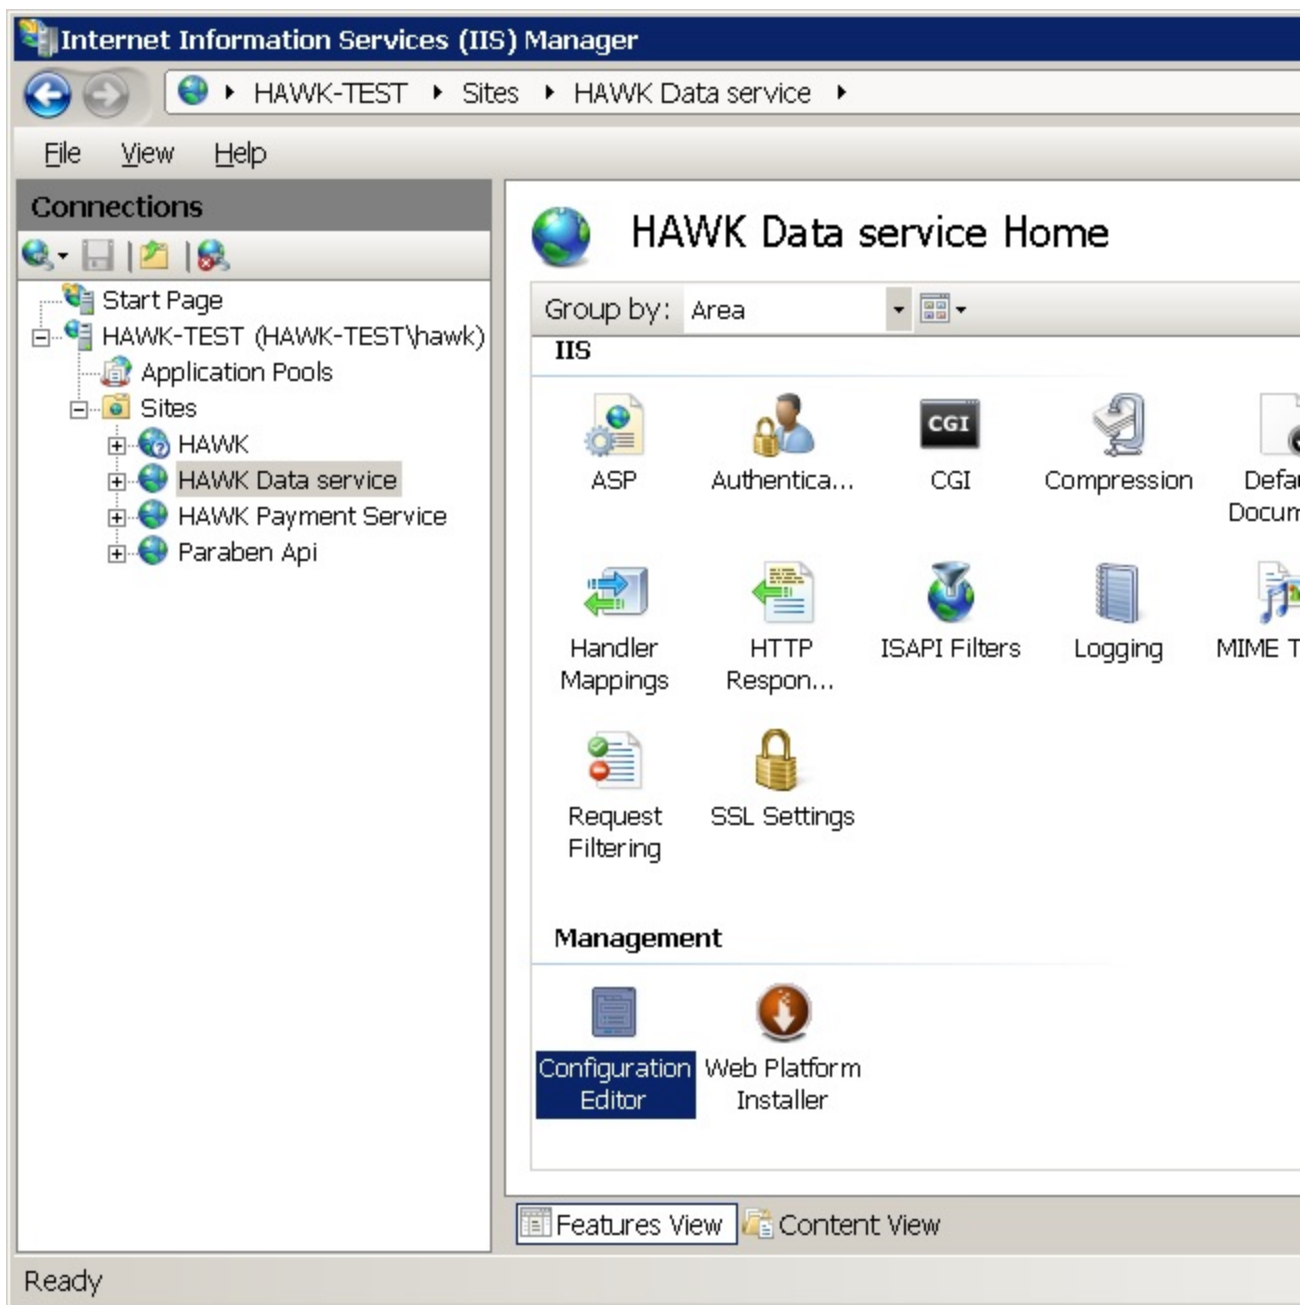 Internet Information Services (IIS) Manager
HAWK-TEST Sites HAWK Data service
File View Help
Connections
Start Page
HAWK-TEST (HAWK-TEST\hawk)
Application Pools
Sites
HAWK
HAWK Data service
HAWK Payment Service
Paraben Api
HAWK Data service Home
Group by: Area
IIS
ASP
Authentica...
CGI
CGI
Compression
Handler
Mappings
HTTP
Respon...
ISAPI Filters
Logging
MIME
Request
Filtering
SSL Settings
Management
Configuration
Editor
Web Platform
Installer
Features View
Content View
Ready